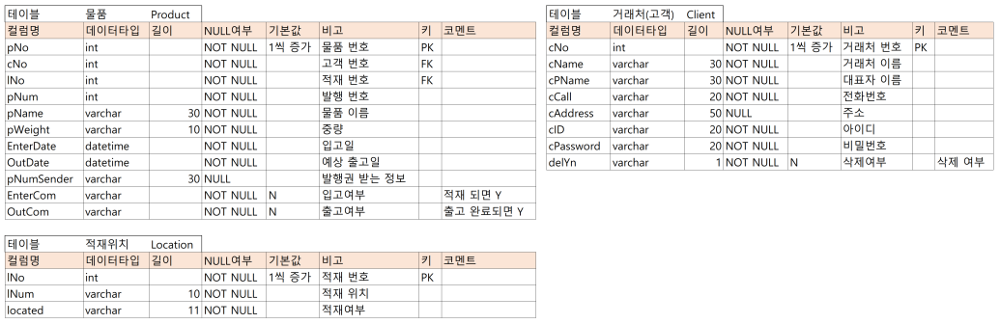 테이블 물품 Product
컬럼명 데이터타입 길이 NULL여부 기본값 비고 키 코멘트
pNo int NOT NULL 1씩 증가 물품 번호 PK
cNo int NOT NULL 고객 번호 FK
lNo int NOT NULL 적재 번호 FK
pNum int NOT NULL 발행 번호
pName varchar 30 NOT NULL 물품 이름
pWeight varchar 10 NOT NULL 중량
EnterDate datetime NOT NULL 입고일
OutDate datetime NOT NULL 예상 출고일
pNumSender varchar 30 NULL 발행권 받는 정보
EnterCom varchar NOT NULL N 입고여부 적재 되면 Y
OutCom varchar NOT NULL N 출고여부 출고 완료되면 Y
테이블 거래처(고객) Client
컬럼명 데이터타입 길이 NULL여부 기본값 비고 키 코멘트
cNo int NOT NULL 1씩 증가 거래처 번호 PK
cName varchar 30 NOT NULL 거래처 이름
cPName varchar 30 NOT NULL 대표자 이름
cCall varchar 20 NOT NULL 전화번호
cAddress varchar 50 NULL 주소
cID varchar 20 NOT NULL 아이디
cPassword varchar 20 NOT NULL 비밀번호
delYn varchar 1 NOT NULL N 삭제여부 삭제 여부
테이블 적재위치 Location
컬럼명 데이터타입 길이 NULL여부 기본값 비고 키 코멘트
lNo int NOT NULL 1씩 증가 적재 번호 PK
lNum varchar 10 NOT NULL 적재 위치
located varchar 11 NOT NULL 적재여부